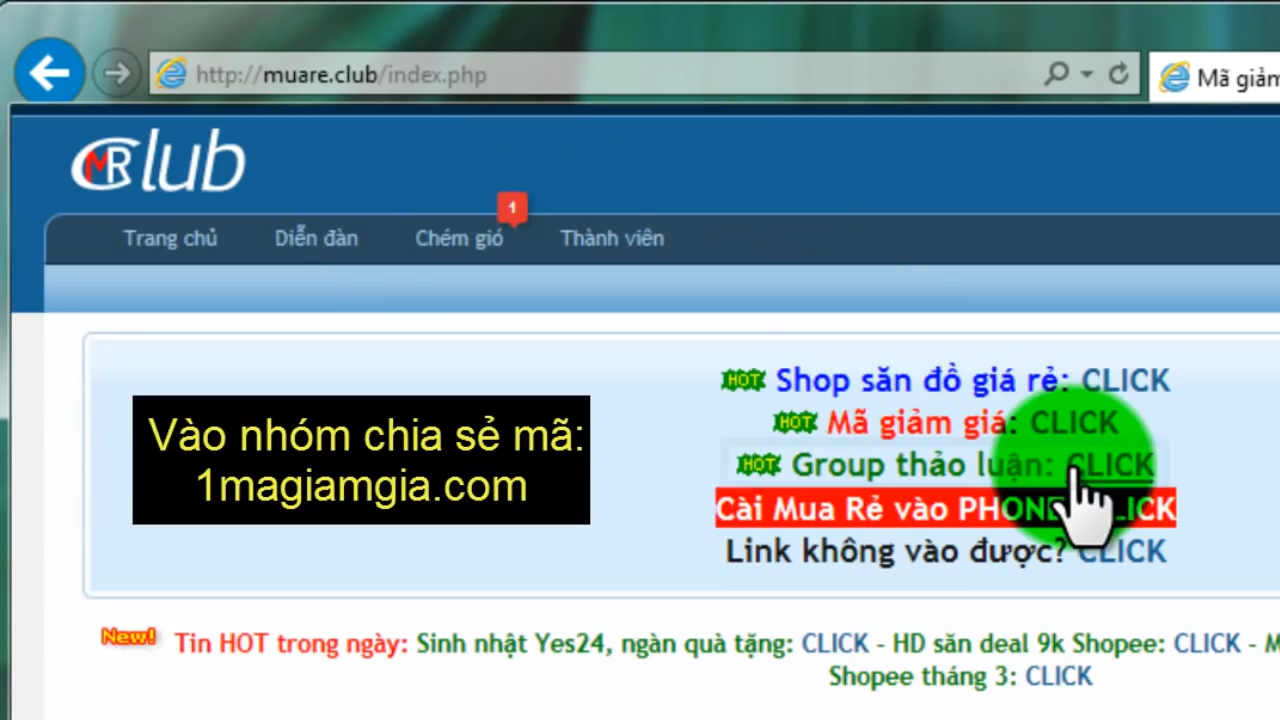 http://muare.club/index.php
Mã giảm
MR Club
1
Trang chủ Diễn đàn Chém gió Thành viên
HOT Shop săn đồ giá rẻ: CLICK
HOT Mã giảm giá: CLICK
HOT Group thảo luận: CLICK
Cài Mua Rẻ vào PHONE CLICK
Link không vào được? CLICK
Vào nhóm chia sẻ mã:
1magiamgia.com
New! Tin HOT trong ngày: Sinh nhật Yes24, ngàn quà tặng: CLICK - HD săn deal 9k Shopee: CLICK - M
Shopee tháng 3: CLICK